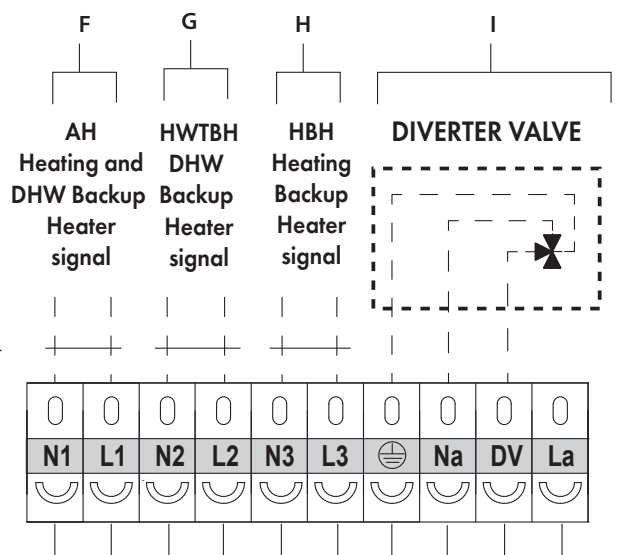 F G H I
AH
Heating and
DHW Backup
Heater
signal
HWTBH
DHW
Backup
Heater
signal
HBH
Heating
Backup
Heater
signal
DIVERTER VALVE
N1 L1 N2 L2 N3 L3 Na DV La